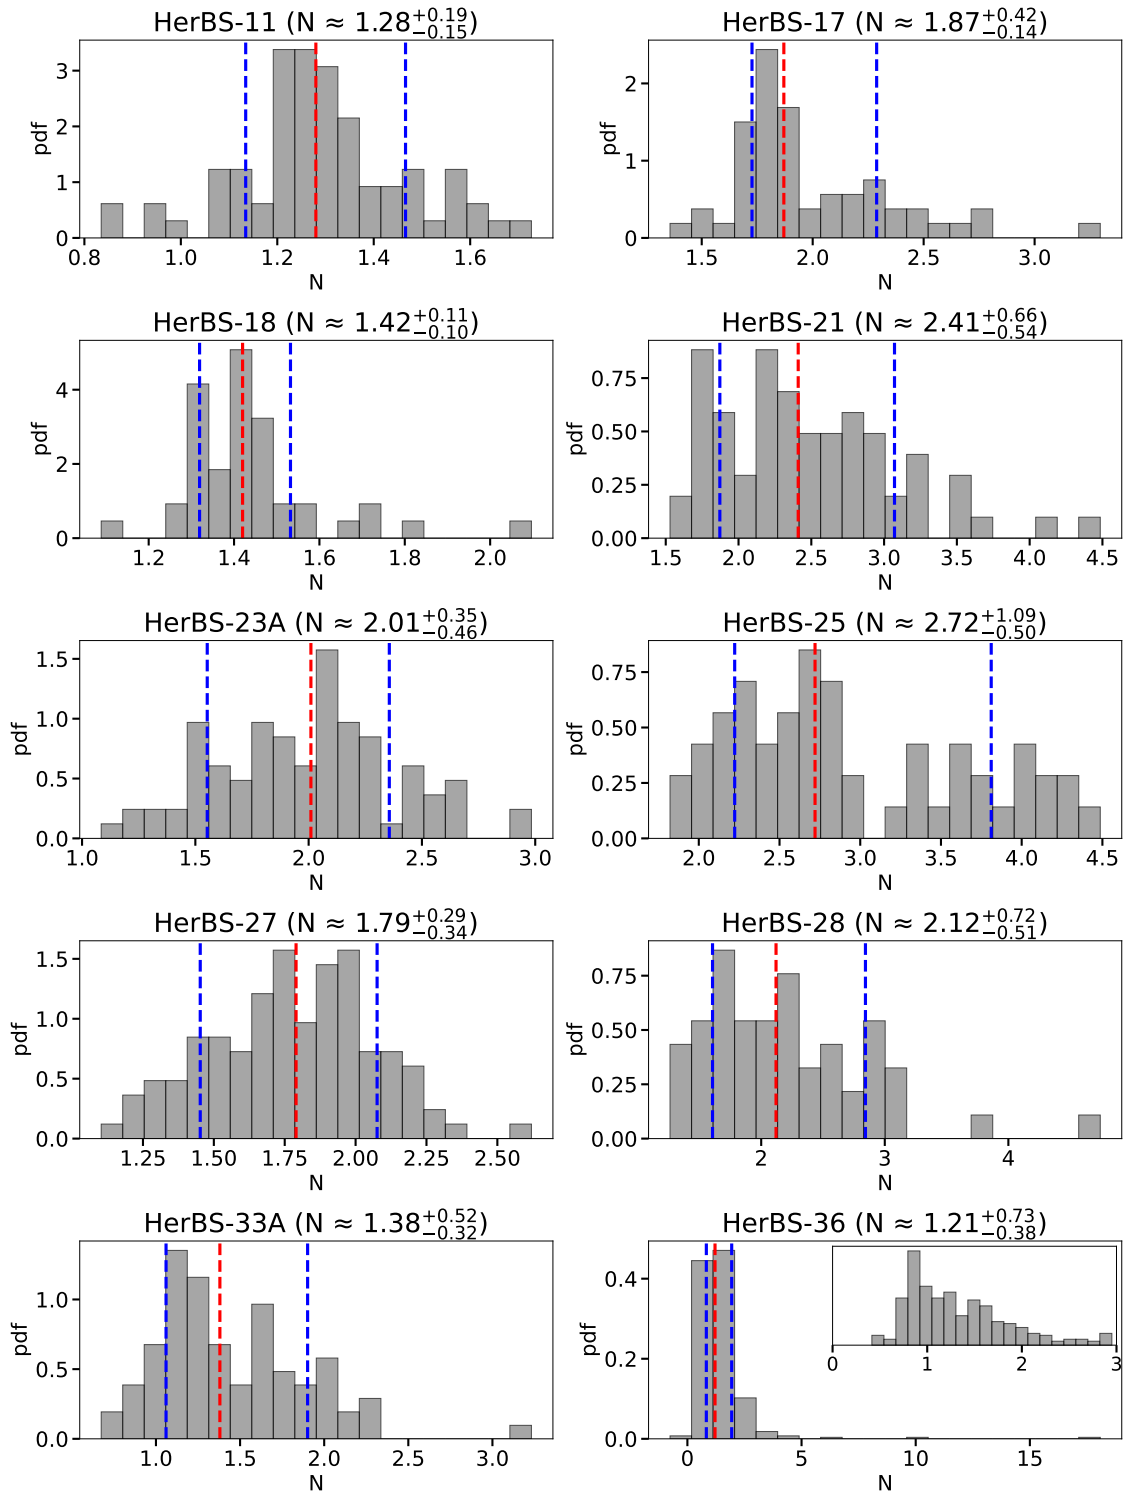 HerBS-11 (N ≈ 1.28 +0.19 −0.15)
3
2
1
0
pdf
0.8 1.0 1.2 1.4 1.6
N
HerBS-17 (N ≈ 1.87 +0.42 −0.14)
2
1
0
pdf
1.5 2.0 2.5 3.0
N
HerBS-18 (N ≈ 1.42 +0.11 −0.10)
4
2
0
pdf
1.2 1.4 1.6 1.8 2.0
N
HerBS-21 (N ≈ 2.41 +0.66 −0.54)
0.75
0.50
0.25
0.00
pdf
1.5 2.0 2.5 3.0 3.5 4.0 4.5
N
HerBS-23A (N ≈ 2.01 +0.35 −0.46)
1.5
1.0
0.5
0.0
pdf
1.0 1.5 2.0 2.5 3.0
N
HerBS-25 (N ≈ 2.72 +1.09 −0.50)
0.75
0.50
0.25
0.00
pdf
2.0 2.5 3.0 3.5 4.0 4.5
N
HerBS-27 (N ≈ 1.79 +0.29 −0.34)
1.5
1.0
0.5
0.0
pdf
1.25 1.50 1.75 2.00 2.25 2.50
N
HerBS-28 (N ≈ 2.12 +0.72 −0.51)
0.75
0.50
0.25
0.00
pdf
2 3 4
N
HerBS-33A (N ≈ 1.38 +0.52 −0.32)
1.0
0.5
0.0
pdf
1.0 1.5 2.0 2.5 3.0
N
HerBS-36 (N ≈ 1.21 +0.73 −0.38)
0.4
0.2
0.0
pdf
0 1 2 3
0 5 10 15
N